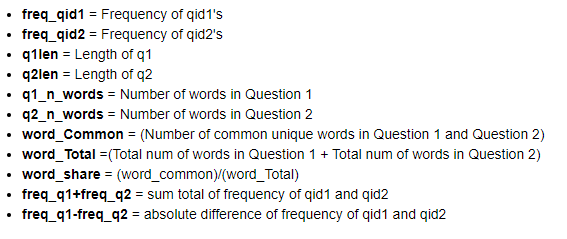 • freq_qid1 = Frequency of qid1's
• freq_qid2 = Frequency of qid2's
• q1len = Length of q1
• q2len = Length of q2
• q1_n_words = Number of words in Question 1
• q2_n_words = Number of words in Question 2
• word_Common = (Number of common unique words in Question 1 and Question 2)
• word_Total =(Total num of words in Question 1 + Total num of words in Question 2)
• word_share = (word_common)/(word_Total)
• freq_q1+freq_q2 = sum total of frequency of qid1 and qid2
• freq_q1-freq_q2 = absolute difference of frequency of qid1 and qid2